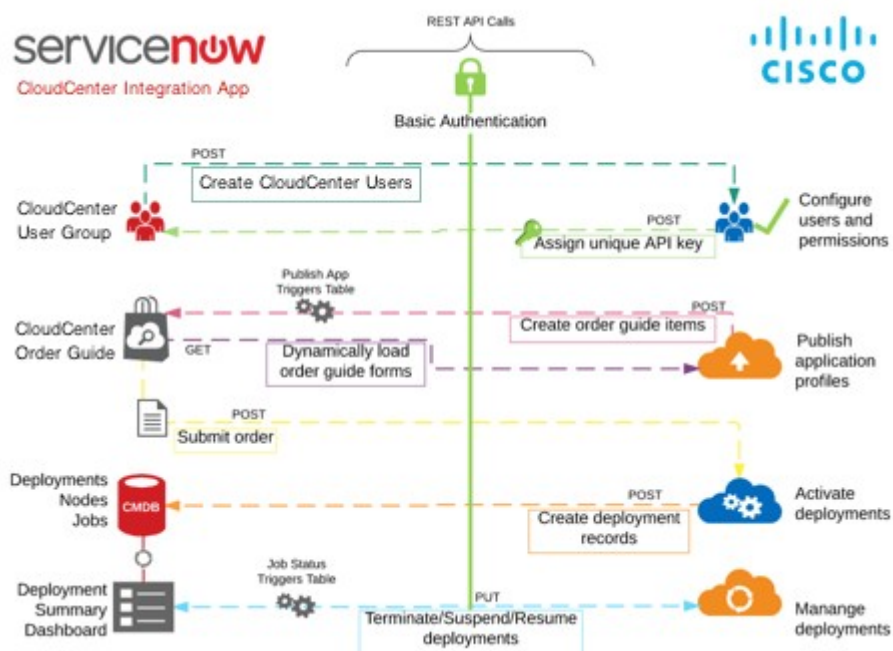 REST API Calls
servicenow
CloudCenter Integration App
CISCO
Basic Authentication
POST
Create CloudCenter Users
CloudCenter
User Group
POST
Assign unique API key
Configure
users and
permissions
Publish App
Triggers Table
POST
Create order guide items
CloudCenter
Order Guide
GET
Dynamically load
order guide forms
Publish
application
profiles
POST
Submit order
Deployments
Nodes
Jobs
CMDB
POST
Create deployment
records
Activate
deployments
Job Status
Triggers Table
Deployment
Summary
Dashboard
PUT
Terminate/Suspend/Resume
deployments
Manange
deployments